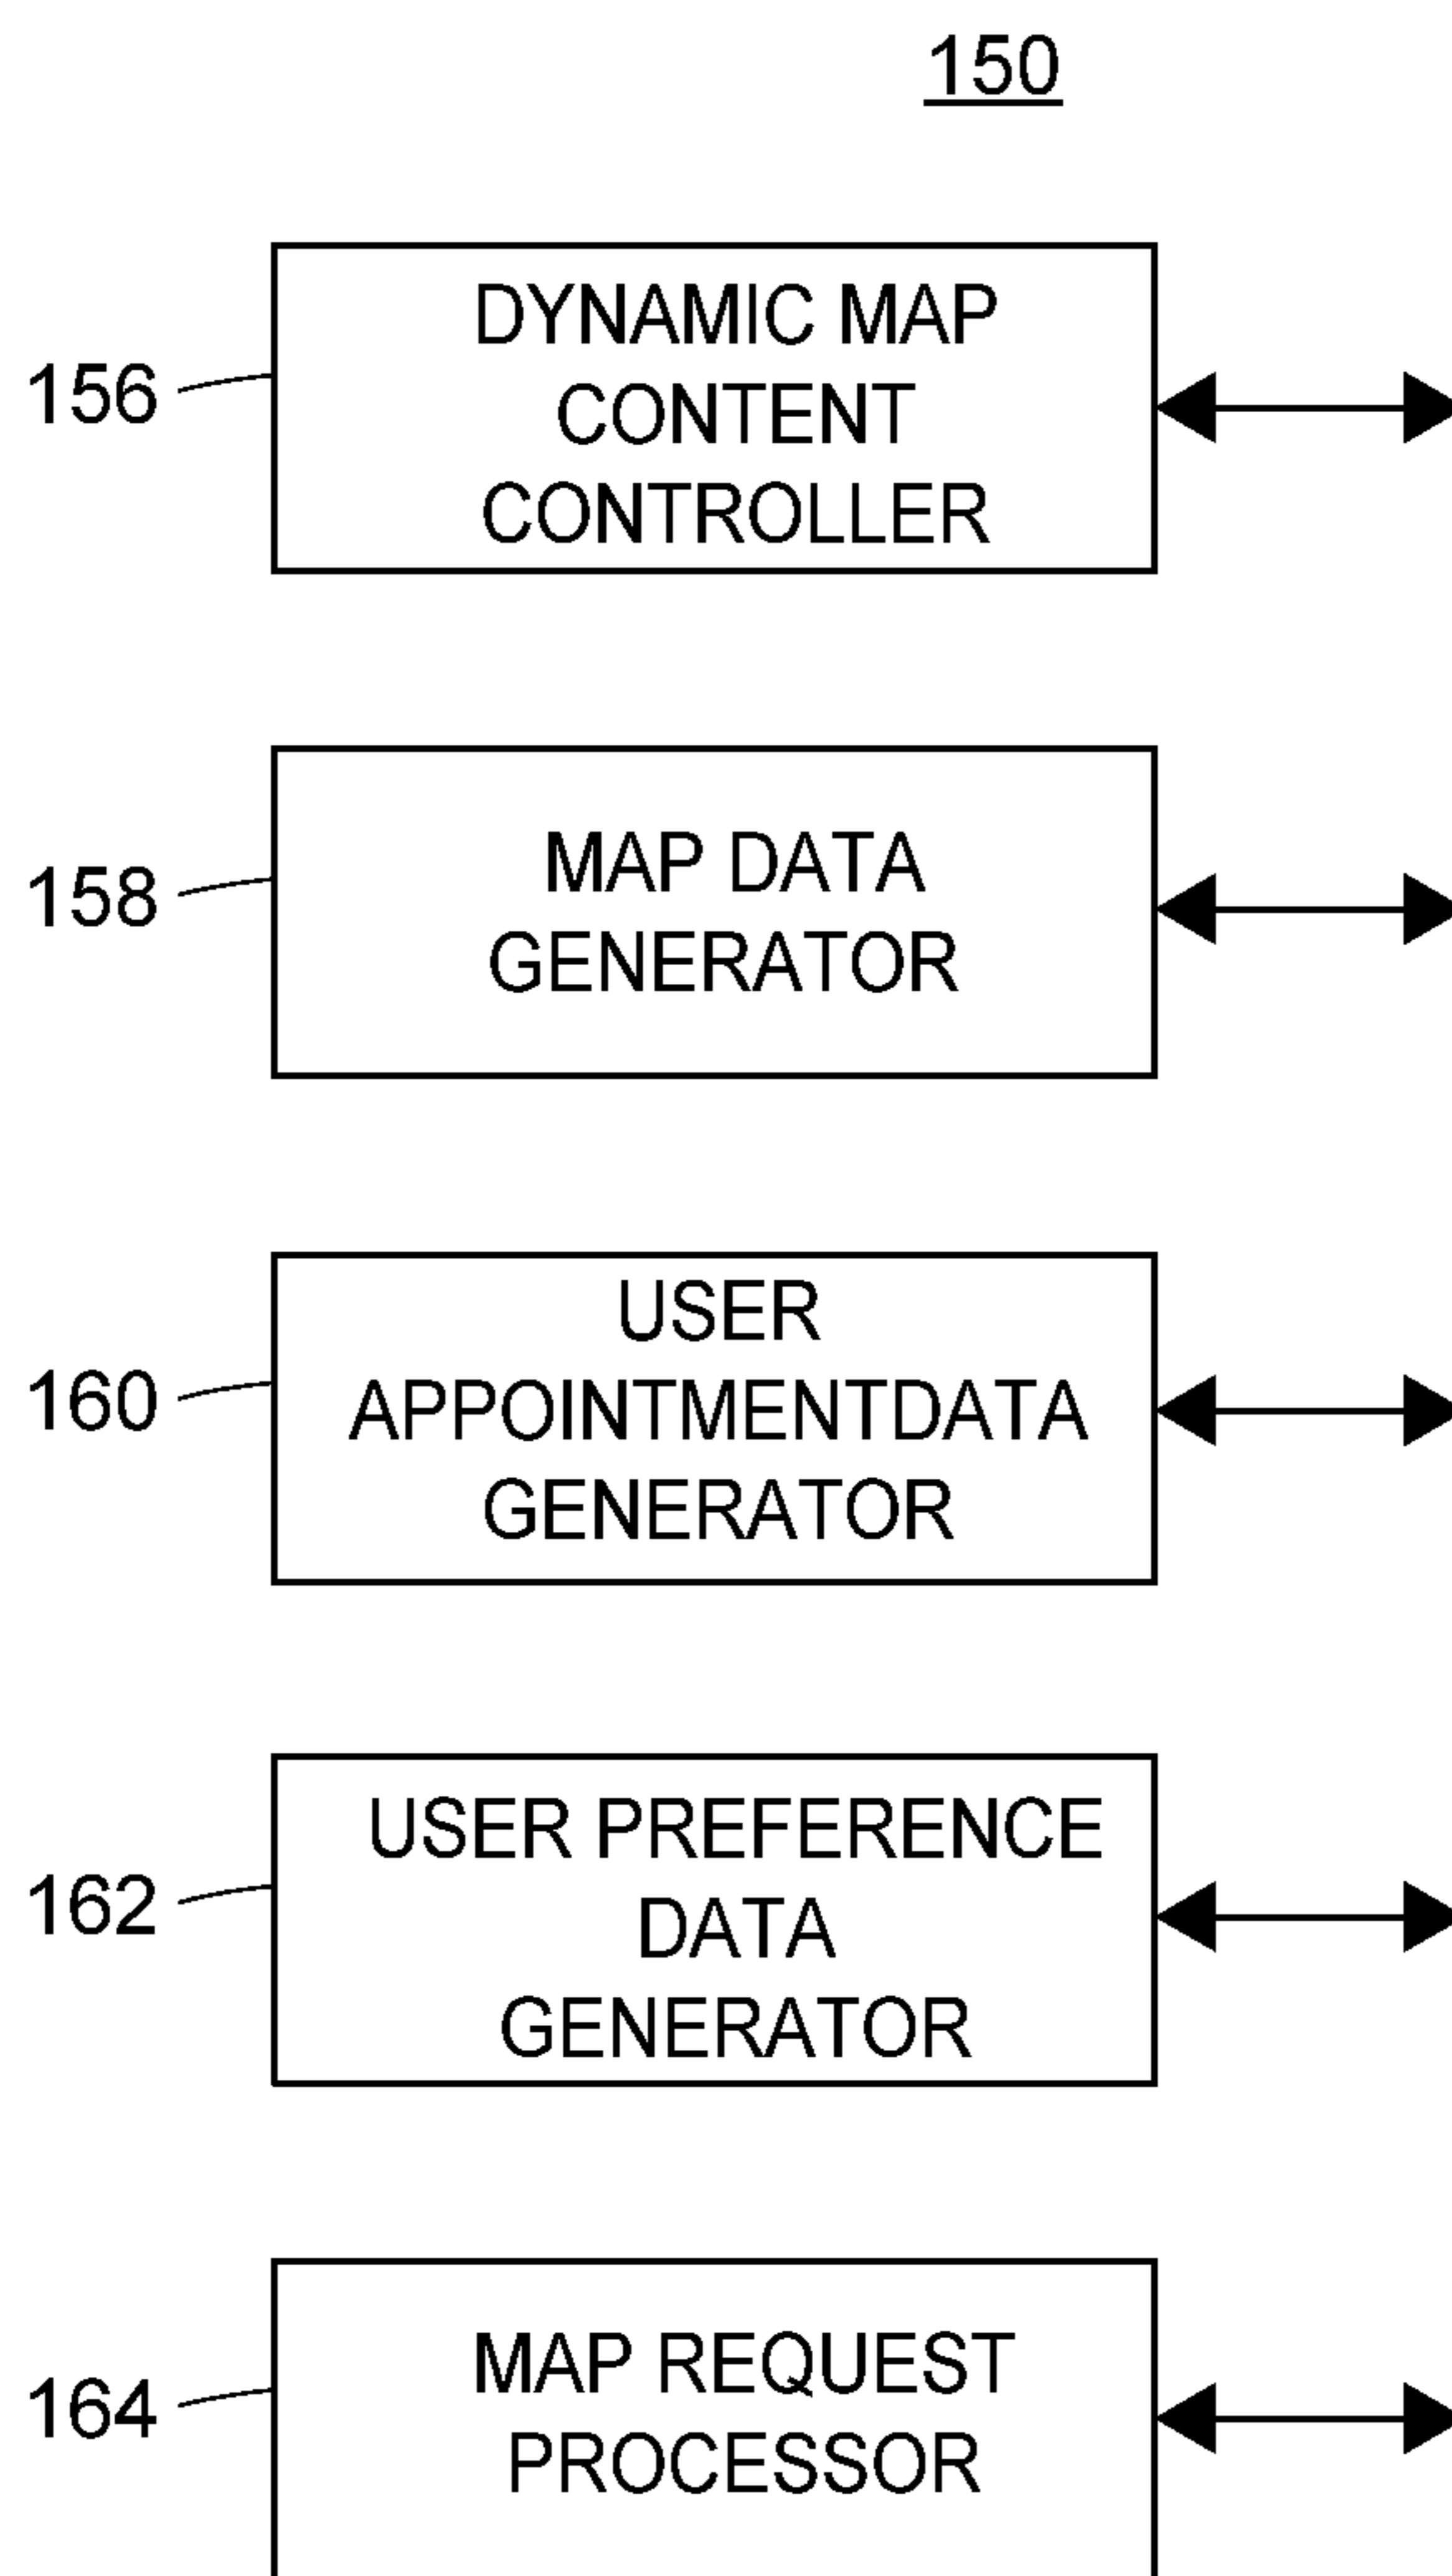 150
156
DYNAMIC MAP
CONTENT
CONTROLLER
158
MAP DATA
GENERATOR
160
USER
APPOINTMENTDATA
GENERATOR
162
USER PREFERENCE
DATA
GENERATOR
164
MAP REQUEST
PROCESSOR